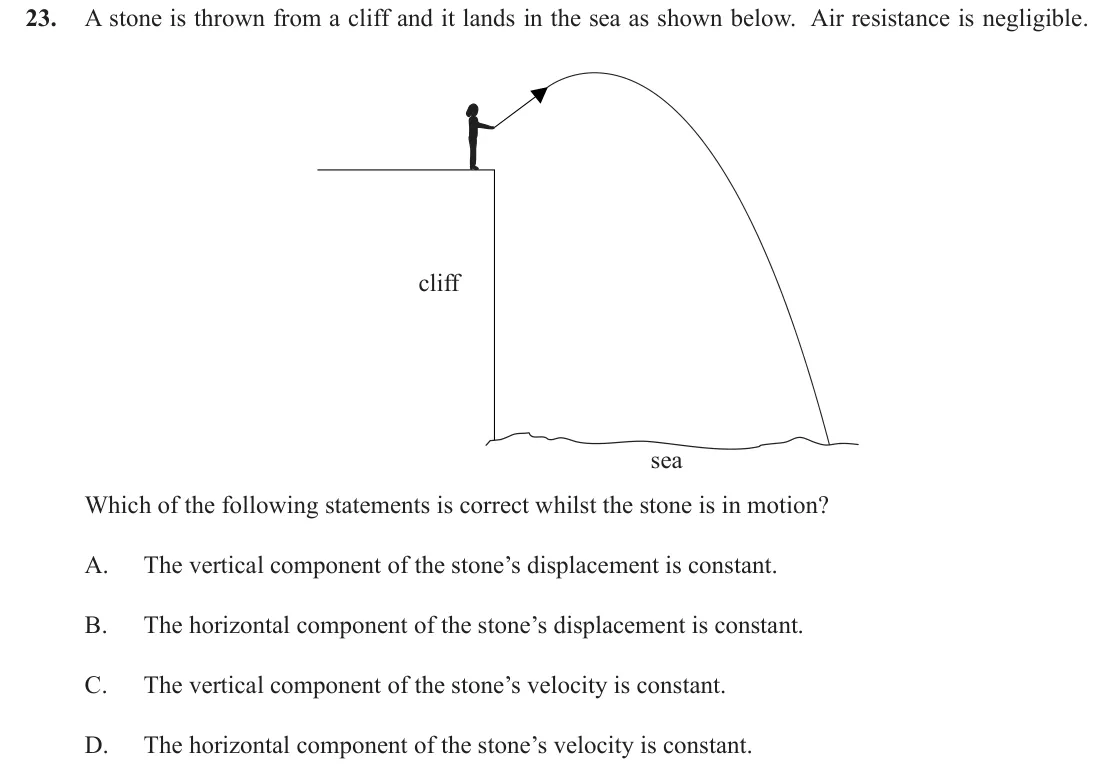 23. A stone is thrown from a cliff and it lands in the sea as shown below. Air resistance is negligible.
cliff
sea
Which of the following statements is correct whilst the stone is in motion?
A. The vertical component of the stone’s displacement is constant.
B. The horizontal component of the stone’s displacement is constant.
C. The vertical component of the stone’s velocity is constant.
D. The horizontal component of the stone’s velocity is constant.